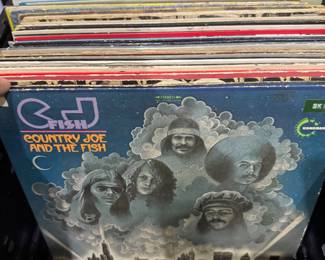 CJ
FISH
COUNTRY JOE
AND THE FISH